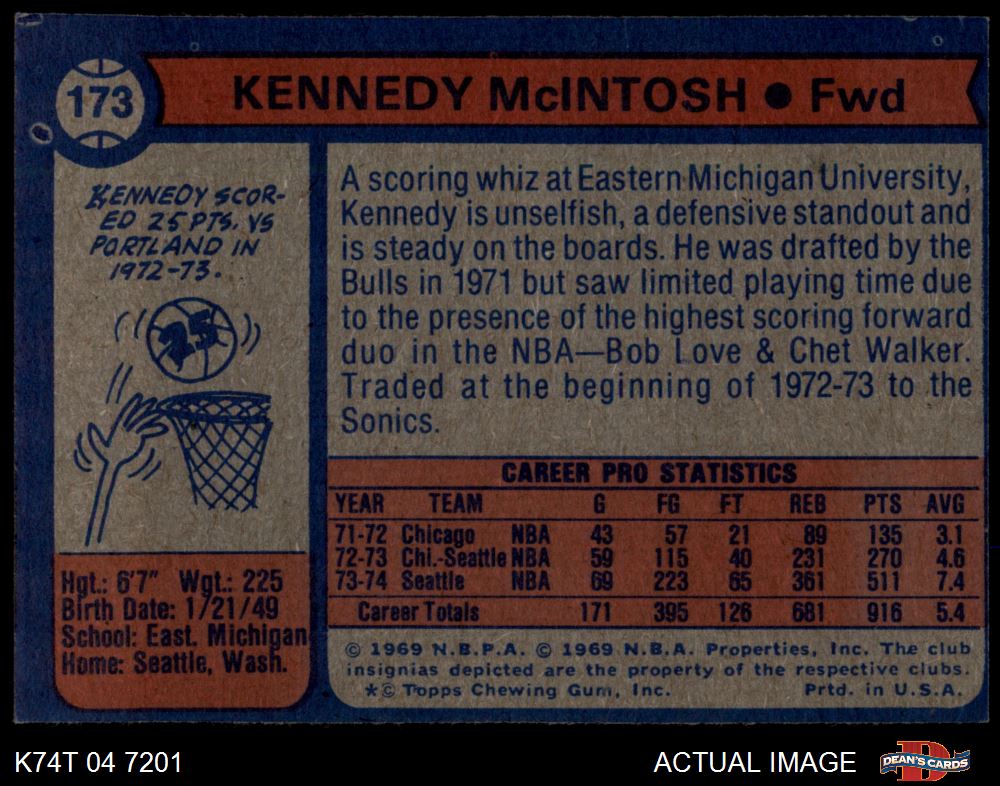 173
KENNEDY McINTOSH ● Fwd
KENNEDY SCOR-
ED 25 PTS. VS
PORTLAND IN
1972-73.
25
Hgt.: 6'7" Wgt.: 225
Birth Date: 1/21/49
School: East. Michigan
Home: Seattle, Wash.
A scoring whiz at Eastern Michigan University,
Kennedy is unselfish, a defensive standout and
is steady on the boards. He was drafted by the
Bulls in 1971 but saw limited playing time due
to the presence of the highest scoring forward
duo in the NBA—Bob Love & Chet Walker.
Traded at the beginning of 1972-73 to the
Sonics.
CAREER PRO STATISTICS
YEAR TEAM G FG FT REB PTS AVG
71-72 Chicago NBA 43 57 21 89 135 3.1
72-73 Chi.-Seattle NBA 59 115 40 231 270 4.6
73-74 Seattle NBA 69 223 65 361 511 7.4
Career Totals 171 395 126 681 916 5.4
© 1969 N.B.P.A. © 1969 N.B.A. Properties, Inc. The club
insignias depicted are the property of the respective clubs.
*© Topps Chewing Gum, Inc. Prtd. in U.S.A.
K74T 04 7201
ACTUAL IMAGE
D
DEAN'S CARDS